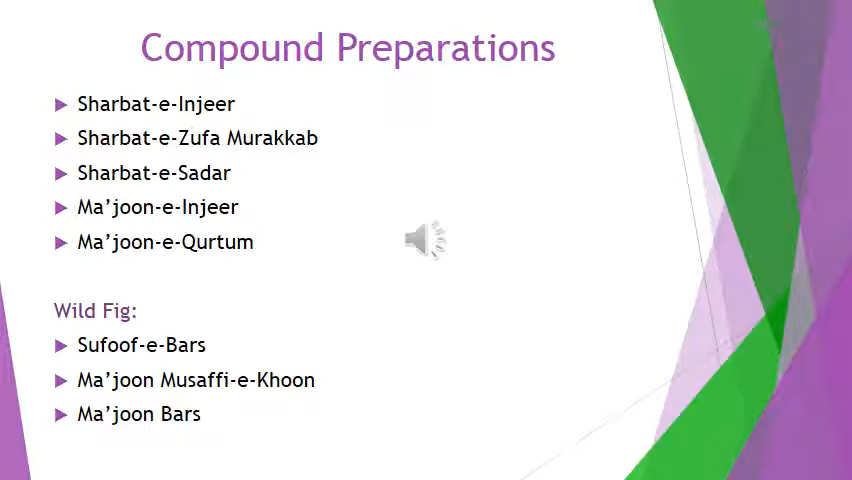 Compound Preparations
Sharbat-e-Injeer
Sharbat-e-Zufa Murakkab
Sharbat-e-Sadar
Ma’joon-e-Injeer
Ma’joon-e-Qurtum
Wild Fig:
Sufoof-e-Bars
Ma’joon Musaffi-e-Khoon
Ma’joon Bars